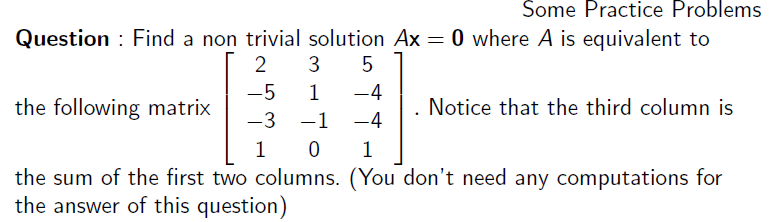 Some Practice Problems
Question : Find a non trivial solution Ax = 0 where A is equivalent to
the following matrix
2 3 5
−5 1 −4
−3 −1 −4
1 0 1
. Notice that the third column is
the sum of the first two columns. (You don't need any computations for
the answer of this question)